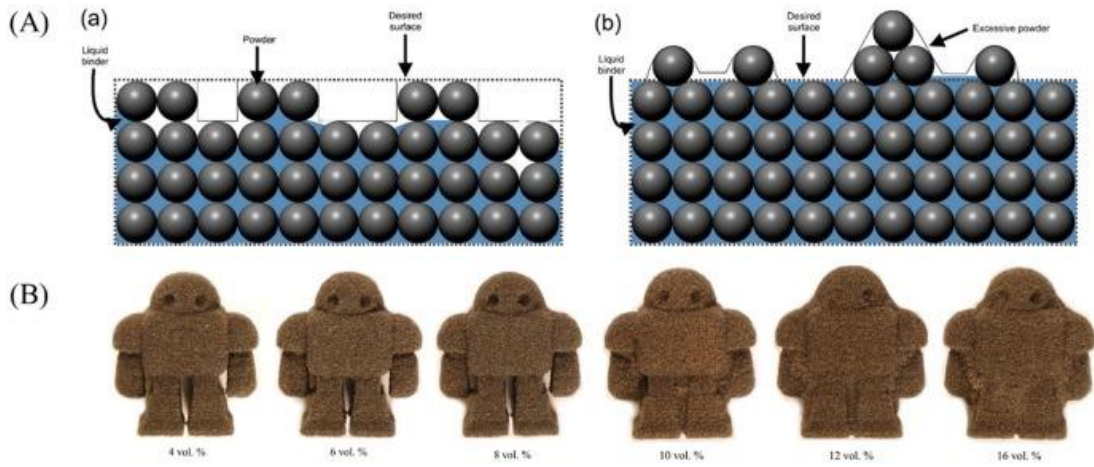 (A)
(a)
Liquid
binder
Powder
Desired
surface
(b)
Liquid
binder
Desired
surface
Excessive powder
(B)
4 vol. %
6 vol. %
8 vol. %
10 vol. %
12 vol. %
16 vol. %